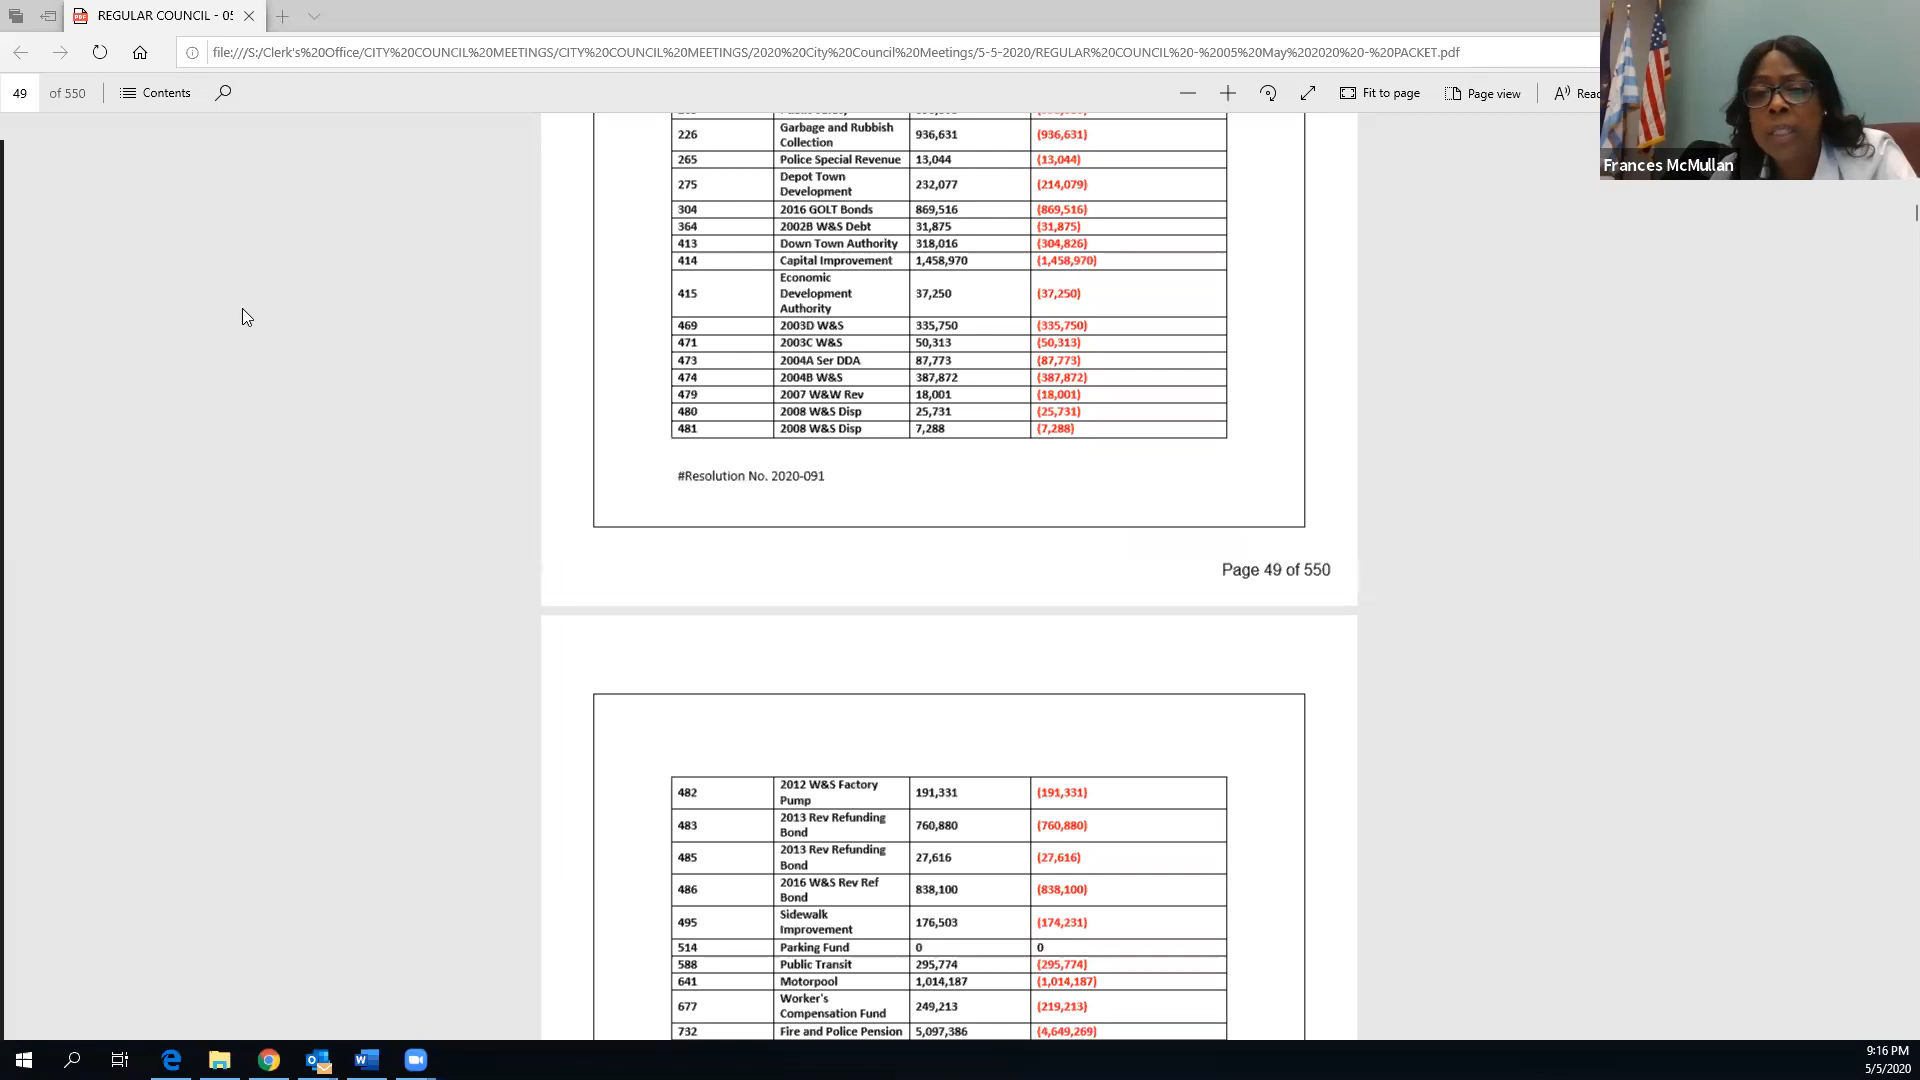 REGULAR COUNCIL - 05
file:///S:/Clerk's%20Office/CITY%20COUNCIL%20MEETINGS/CITY%20COUNCIL%20MEETINGS/2020%20City%20Council%20Meetings/5-5-2020/REGULAR%20COUNCIL%20-%2005%20May%202020%20-%20PACKET.pdf
49 of 550 Contents Fit to page Page view Read
Frances McMullan
226 Garbage and Rubbish Collection 936,631 (936,631)
265 Police Special Revenue 13,044 (13,044)
275 Depot Town Development 232,077 (214,079)
304 2016 GOLT Bonds 869,516 (869,516)
364 2002B W&S Debt 31,875 (31,875)
413 Down Town Authority 318,016 (304,826)
414 Capital Improvement 1,458,970 (1,458,970)
415 Economic Development Authority 37,250 (37,250)
469 2003D W&S 335,750 (335,750)
471 2003C W&S 50,313 (50,313)
473 2004A Ser DDA 87,773 (87,773)
474 2004B W&S 387,872 (387,872)
479 2007 W&W Rev 18,001 (18,001)
480 2008 W&S Disp 25,731 (25,731)
481 2008 W&S Disp 7,288 (7,288)
#Resolution No. 2020-091
Page 49 of 550
482 2012 W&S Factory Pump 191,331 (191,331)
483 2013 Rev Refunding Bond 760,880 (760,880)
485 2013 Rev Refunding Bond 27,616 (27,616)
486 2016 W&S Rev Ref Bond 838,100 (838,100)
495 Sidewalk Improvement 176,503 (174,231)
514 Parking Fund 0 0
588 Public Transit 295,774 (295,774)
641 Motorpool 1,014,187 (1,014,187)
677 Worker's Compensation Fund 249,213 (219,213)
732 Fire and Police Pension 5,097,386 (4,649,269)
9:16 PM
5/5/2020